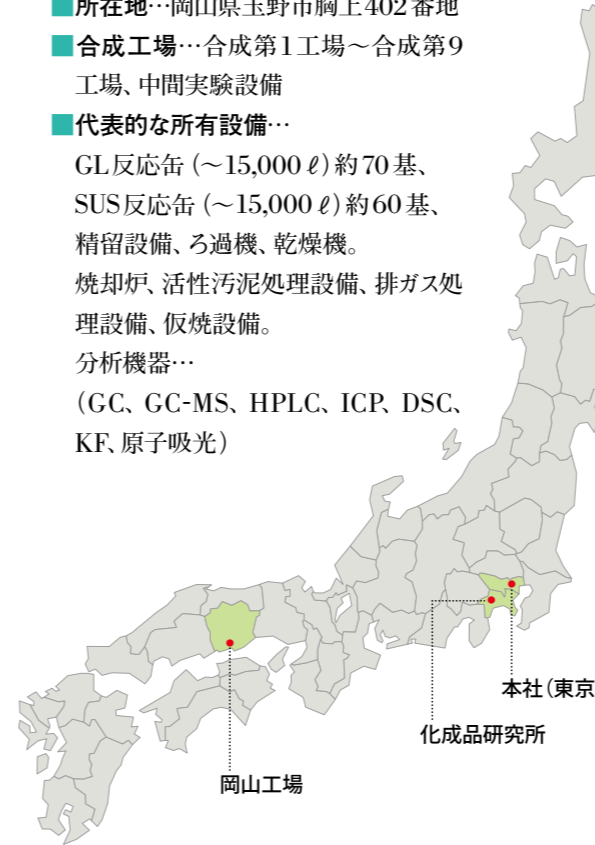 ■所在地…岡山県玉野市胸上402番地
■合成工場…合成第1工場～合成第9
工場、中間実験設備
■代表的な所有設備…
GL反応缶（～15,000ℓ）約70基、
SUS反応缶（～15,000ℓ）約60基、
精留設備、ろ過機、乾燥機。
焼却炉、活性汚泥処理設備、排ガス処
理設備、仮焼設備。
分析機器…
（GC、GC-MS、HPLC、ICP、DSC、
KF、原子吸光）
本社（東京
化成品研究所
岡山工場